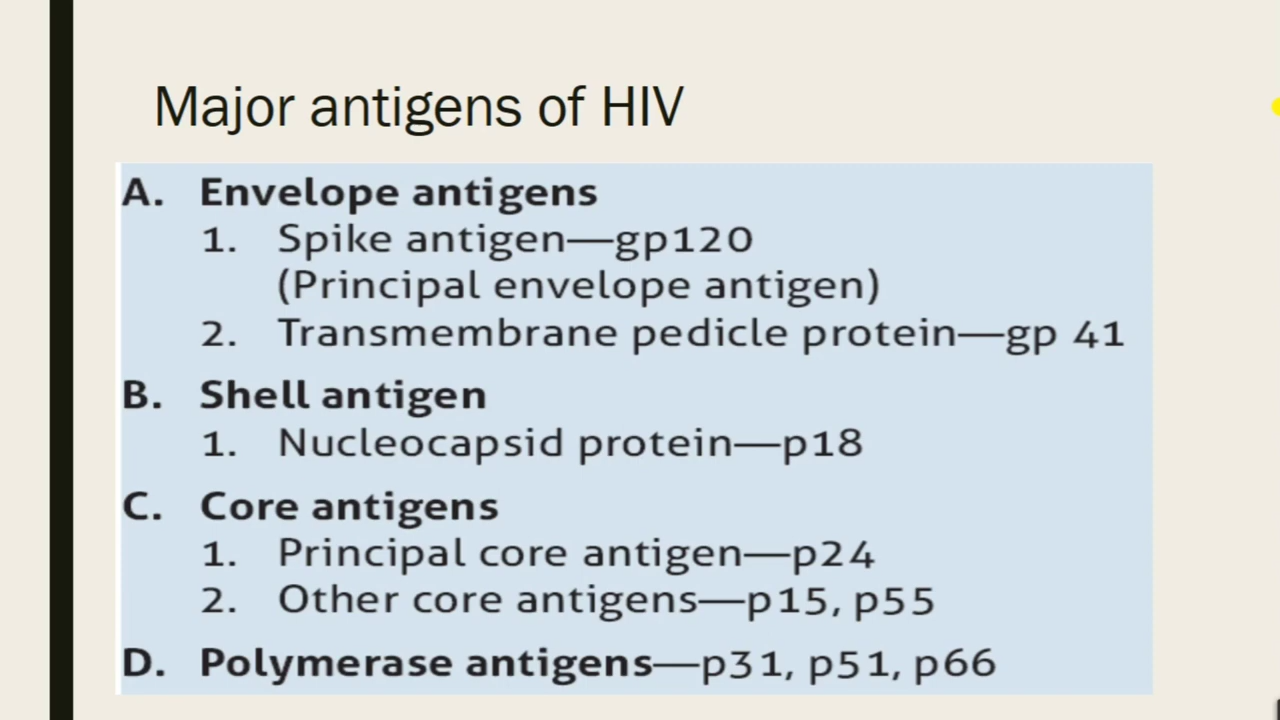 Major antigens of HIV
A. Envelope antigens
1. Spike antigen—gp120
(Principal envelope antigen)
2. Transmembrane pedicle protein—gp 41
B. Shell antigen
1. Nucleocapsid protein—p18
C. Core antigens
1. Principal core antigen—p24
2. Other core antigens—p15, p55
D. Polymerase antigens—p31, p51, p66